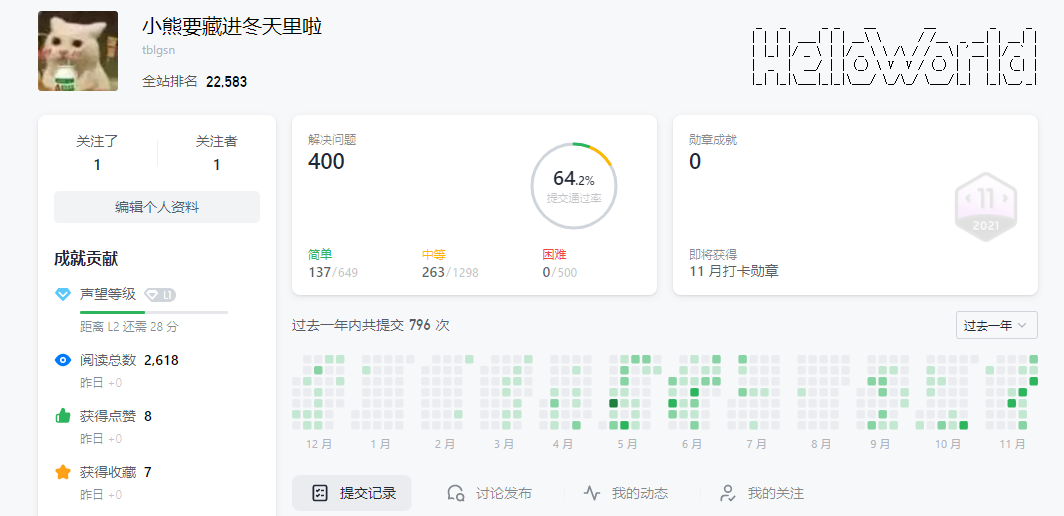 小熊要藏进冬天里啦
tblgsn
全站排名 22,583
HelloWorld
关注了 关注者
1 1
编辑个人资料
成就贡献
声望等级 L1
距离 L2 还需 28 分
阅读总数 2,618
昨日 +0
获得点赞 8
昨日 +0
获得收藏 7
昨日 +0
解决问题
400
64.2%
提交通过率
简单 中等 困难
137/649 263/1298 0/500
勋章成就
0
11
2021
即将获得
11 月打卡勋章
过去一年内共提交 796 次
过去一年
12 月 1 月 2 月 3 月 4 月 5 月 6 月 7 月 8 月 9 月 10 月 11 月
提交记录 讨论发布 我的动态 我的关注